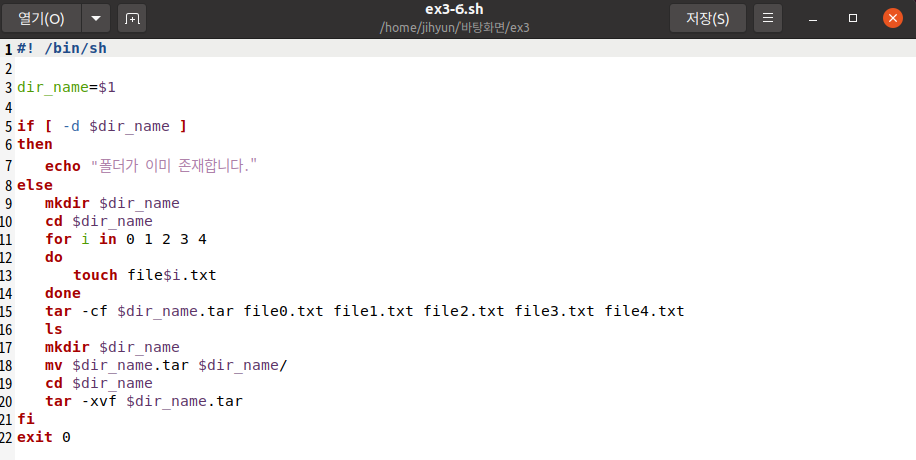 열기(O)
ex3-6.sh
/home/jihyun/바탕화면/ex3
저장(S)
1 #! /bin/sh
2
3 dir_name=$1
4
5 if [ -d $dir_name ]
6 then
7 echo "폴더가 이미 존재합니다."
8 else
9 mkdir $dir_name
10 cd $dir_name
11 for i in 0 1 2 3 4
12 do
13 touch file$i.txt
14 done
15 tar -cf $dir_name.tar file0.txt file1.txt file2.txt file3.txt file4.txt
16 ls
17 mkdir $dir_name
18 mv $dir_name.tar $dir_name/
19 cd $dir_name
20 tar -xvf $dir_name.tar
21 fi
22 exit 0